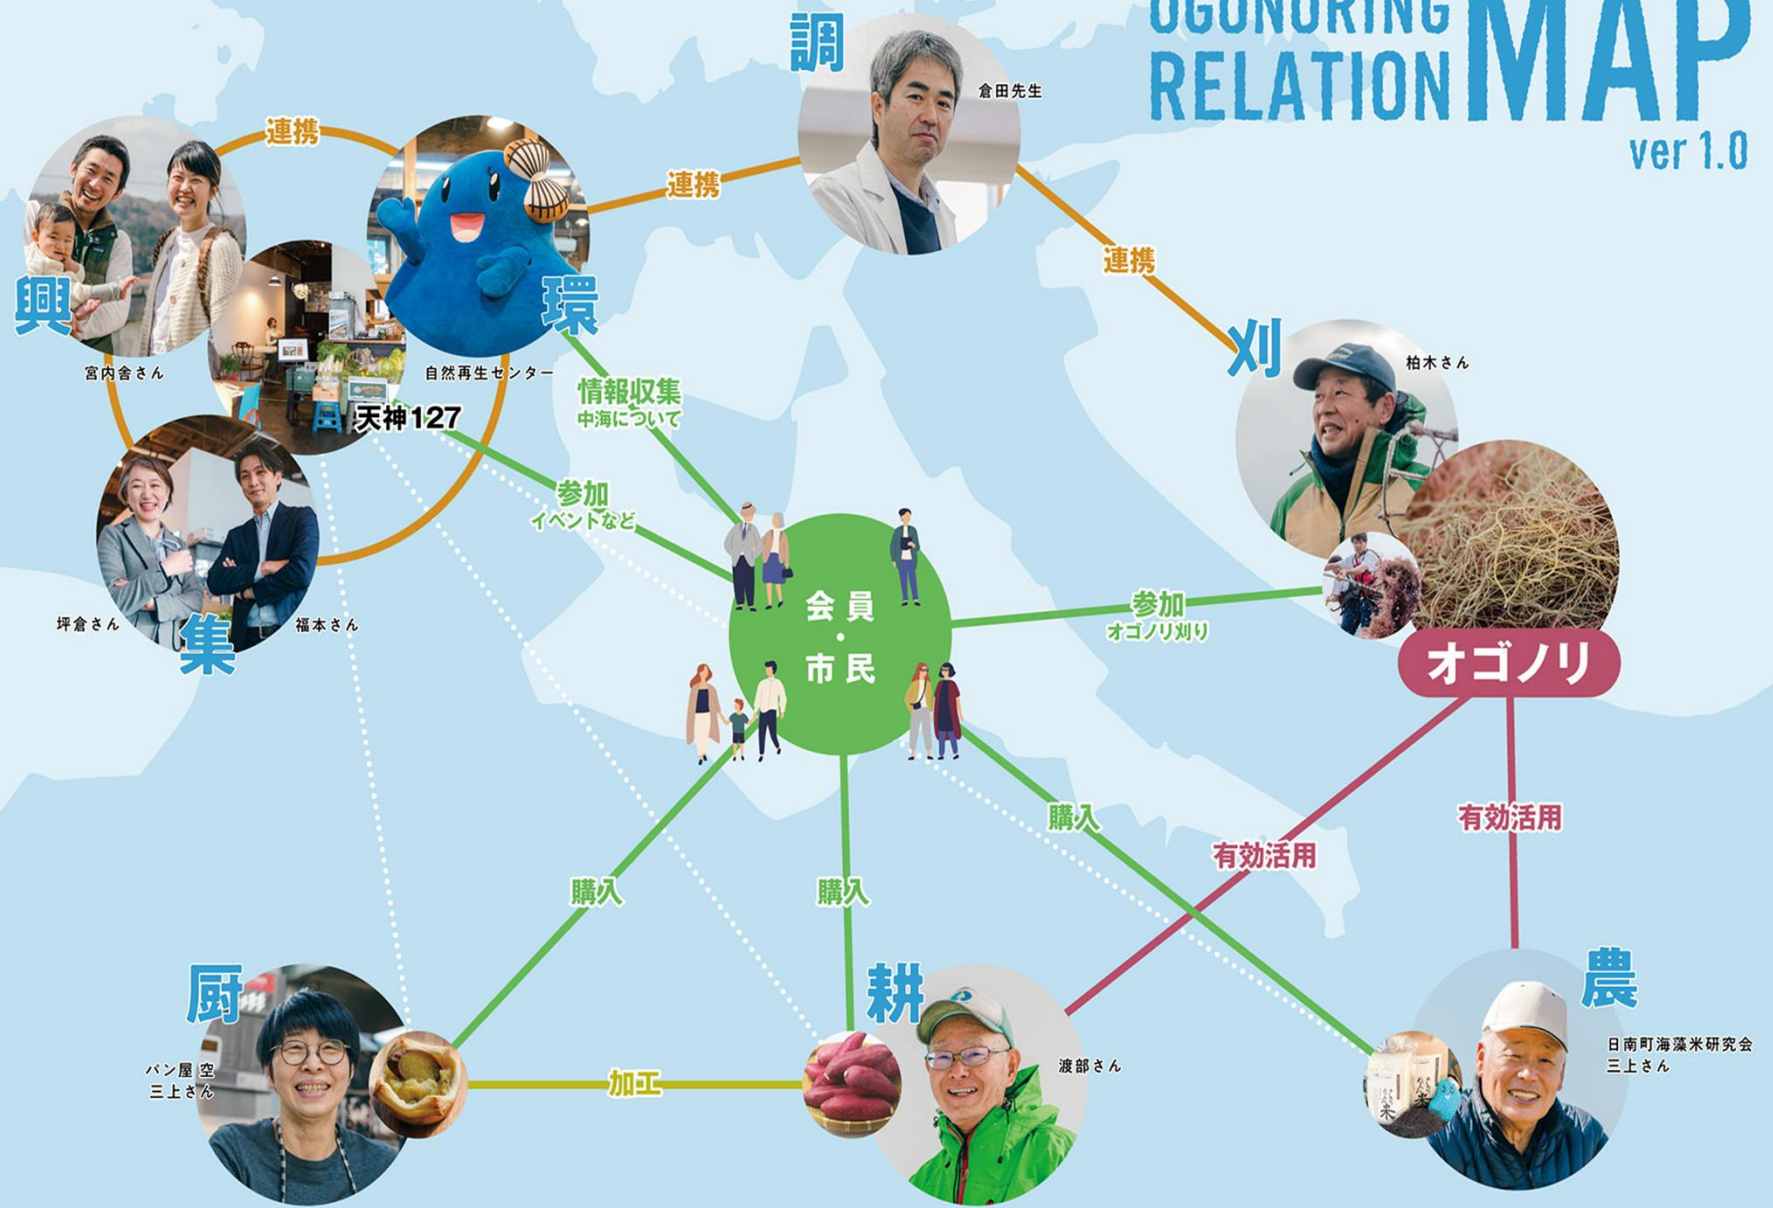 OGONORING
RELATION MAP
ver 1.0
調
倉田先生
連携
連携
連携
興
宮内舎さん
環
自然再生センター
天神127
刈
柏木さん
情報収集
中海について
参加
イベントなど
坪倉さん
集
福本さん
会員
・
市民
参加
オゴノリ刈り
オゴノリ
購入
購入
購入
有効活用
有効活用
厨
パン屋 空
三上さん
加工
耕
渡部さん
農
日南町海藻米研究会
三上さん